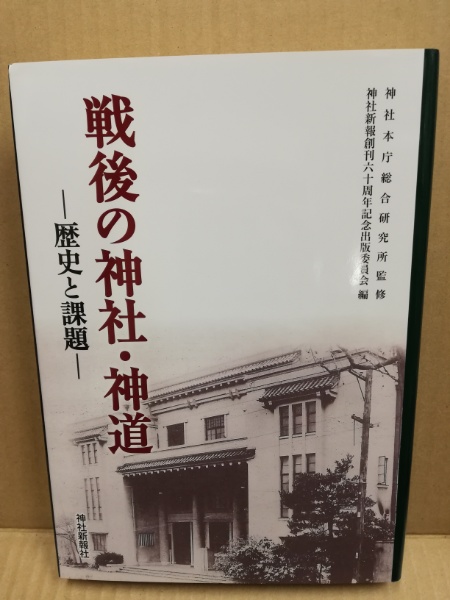 神社本庁総合研究所監修
神社新報創刊六十周年記念出版委員会編
戦後の神社・神道
―歴史と課題―
神社新報社